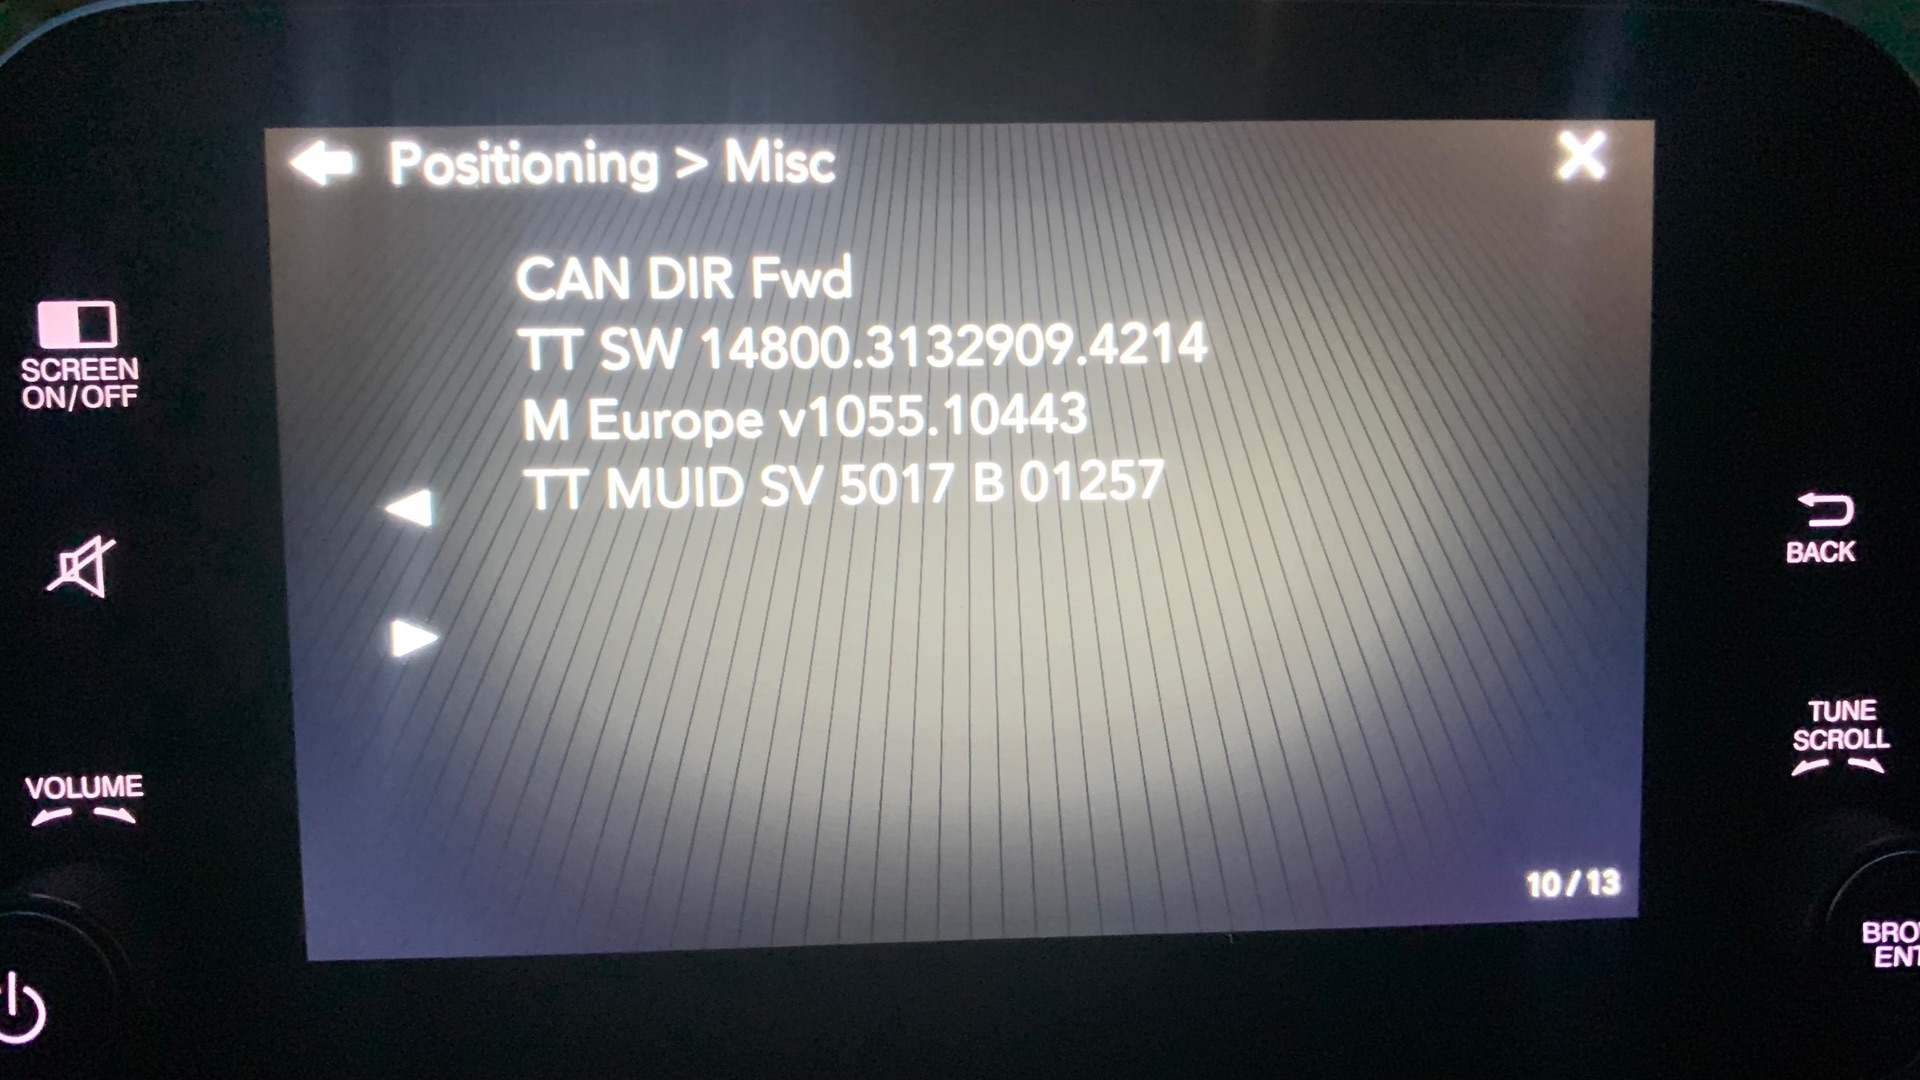 Positioning > Misc
CAN DIR Fwd
TT SW 14800.3132909.4214
M Europe v1055.10443
TT MUID SV 5017 B 01257
10/13
SCREEN
ON/OFF
VOLUME
BACK
TUNE
SCROLL